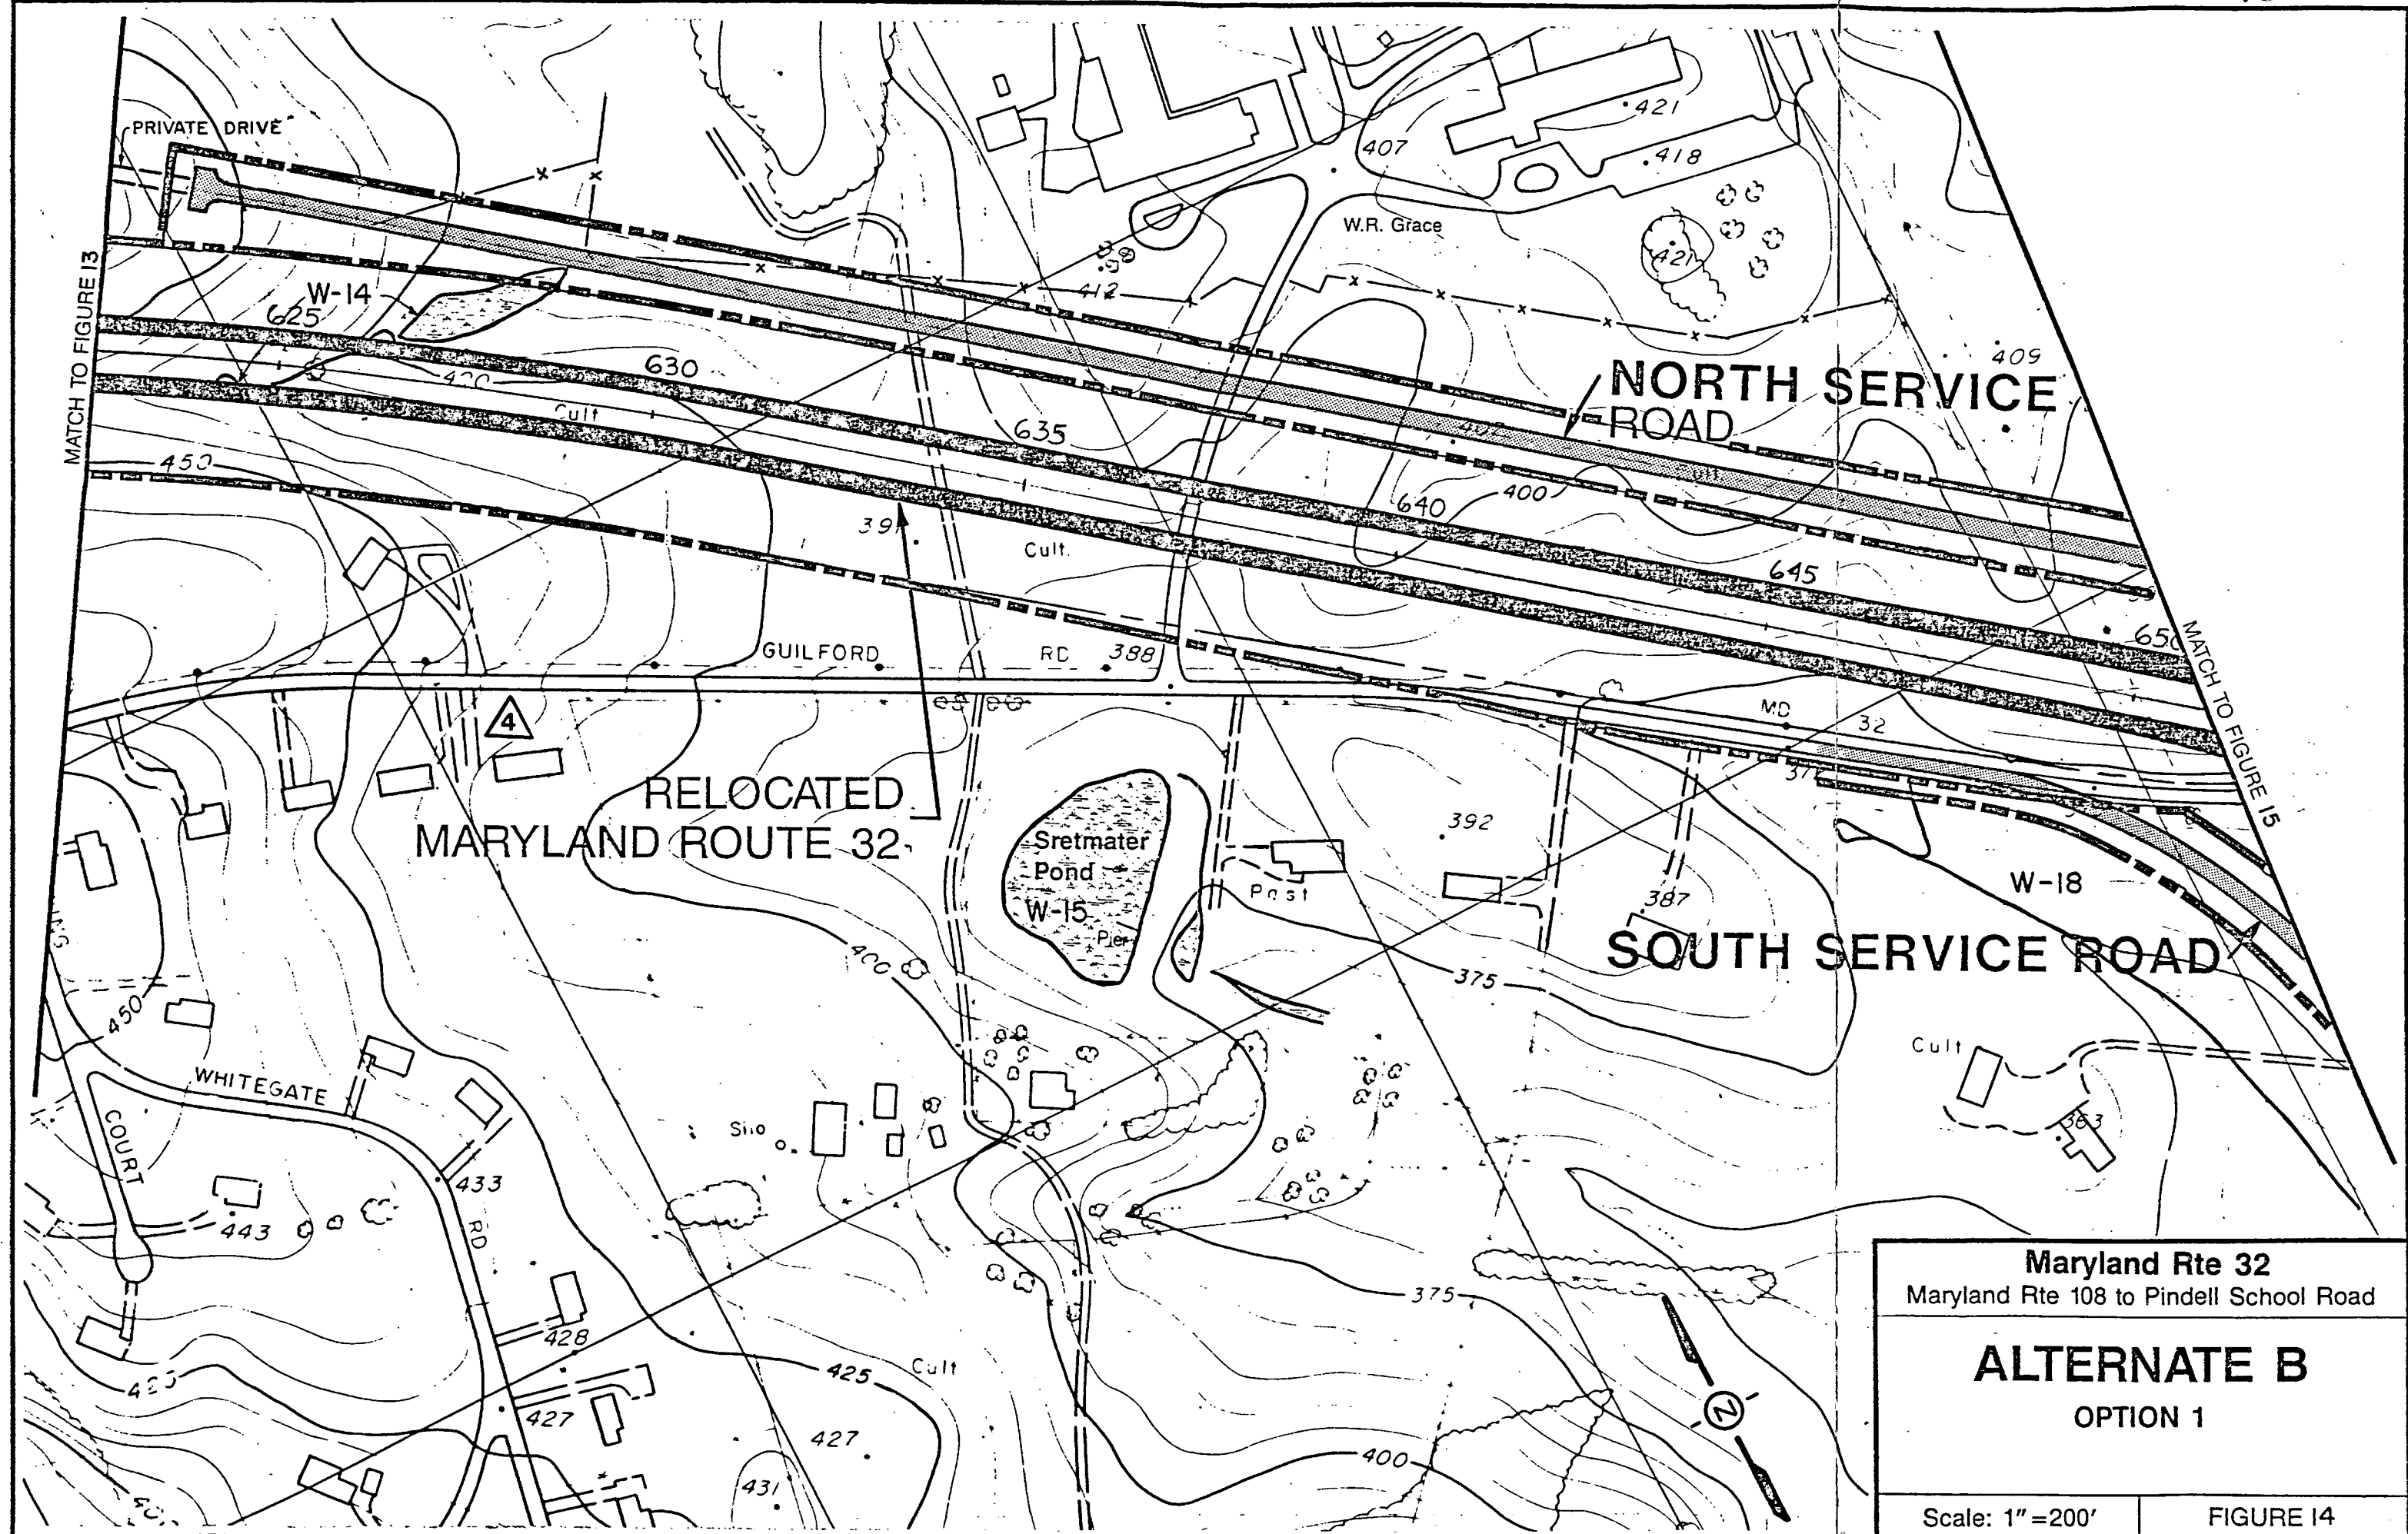 PRIVATE DRIVE
421
407
418
W.R. Grace
421
412
W-14
625
409
MATCH TO FIGURE 13
630
NORTH SERVICE
ROAD
Cult
402
635
450
400
640
391
Cult.
645
650
MATCH TO FIGURE 15
GUILFORD RD. 388
4
MD 32
RELOCATED
MARYLAND ROUTE 32
Sretmater
Pond
W-15
Pier
Past
392
387
W-18
SOUTH SERVICE ROAD
400
375
450
Cult
WHITEGATE
COURT
363
Silo
433
RD
443
428
375
425
Cult
427
427
431
400
N
Maryland Rte 32
Maryland Rte 108 to Pindell School Road
ALTERNATE B
OPTION 1
Scale: 1"=200'
FIGURE 14